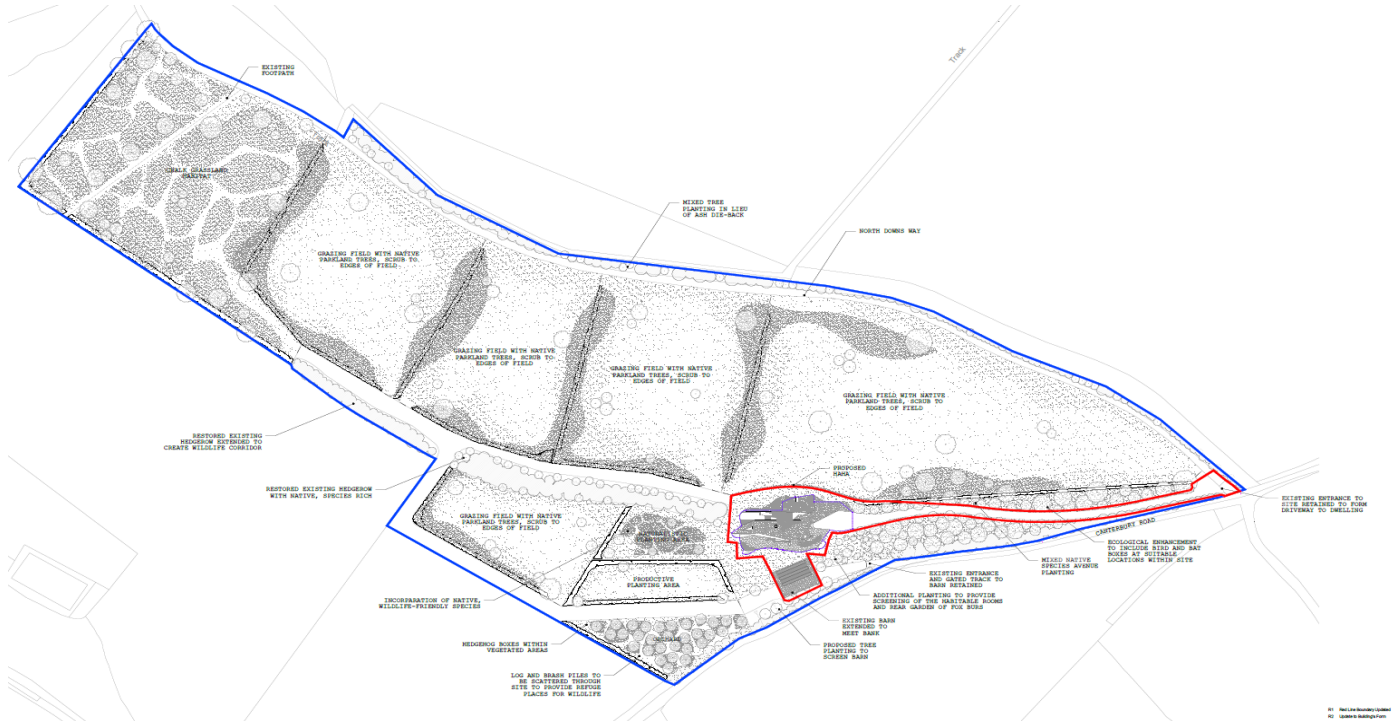 Track
EXISTING
FOOTPATH
CHALK GRASSLAND
HABITAT
MIXED TREE
PLANTING IN LIEU
OF ASH DIE-BACK
NORTH DOWNS WAY
GRAZING FIELD WITH NATIVE
PARKLAND TREES, SCRUB TO
EDGES OF FIELD
GRAZING FIELD WITH NATIVE
PARKLAND TREES, SCRUB TO
EDGES OF FIELD
GRAZING FIELD WITH NATIVE
PARKLAND TREES, SCRUB TO
EDGES OF FIELD
GRAZING FIELD WITH NATIVE
PARKLAND TREES, SCRUB TO
EDGES OF FIELD
RESTORED EXISTING
HEDGEROW EXTENDED TO
CREATE WILDLIFE CORRIDOR
RESTORED EXISTING HEDGEROW
WITH NATIVE, SPECIES RICH
PROPOSED
HAHA
EXISTING ENTRANCE TO
SITE RETAINED TO FORM
DRIVEWAY TO DWELLING
GRAZING FIELD WITH NATIVE
PARKLAND TREES, SCRUB TO
EDGES OF FIELD
NATURALISTIC
PLANTING AREA
CANTERBURY ROAD
ECOLOGICAL ENHANCEMENT
TO INCLUDE BIRD AND BAT
BOXES AT SUITABLE
LOCATIONS WITHIN SITE
MIXED NATIVE
SPECIES AVENUE
PLANTING
PRODUCTIVE
PLANTING AREA
EXISTING ENTRANCE
AND GATED TRACK TO
BARN RETAINED
INCORPARATION OF NATIVE,
WILDLIFE-FRIENDLY SPECIES
ADDITIONAL PLANTING TO PROVIDE
SCREENING OF THE HABITABLE ROOMS
AND REAR GARDEN OF FOX BURS
EXISTING BARN
EXTENDED TO
MEET BANK
HEDGEHOG BOXES WITHIN
VEGETATED AREAS
ORCHARD
PROPOSED TREE
PLANTING TO
SCREEN BARN
LOG AND BRASH PILES TO
BE SCATTERED THROUGH
SITE TO PROVIDE REFUGE
PLACES FOR WILDLIFE
R1 Red Line Boundary Updated
R2 Update to Building's Form